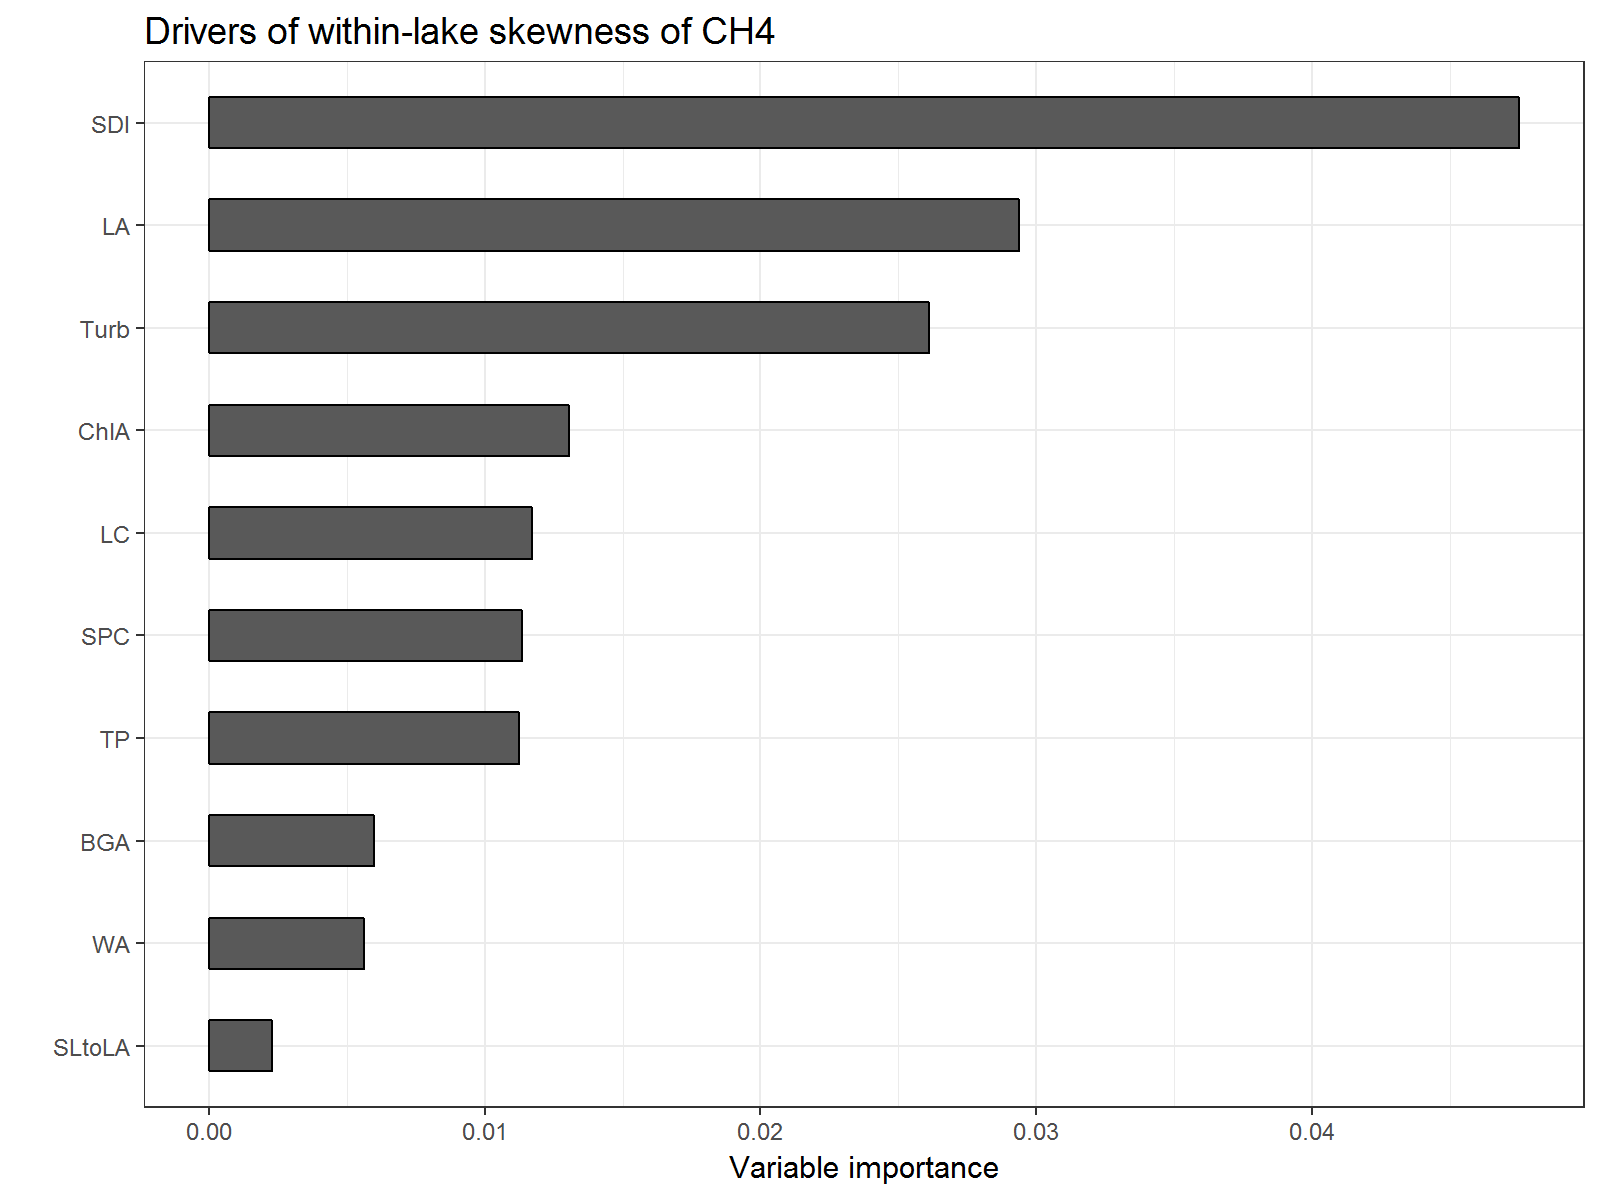 Drivers of within-lake skewness of CH4
SDI
LA
Turb
ChlA
LC
SPC
TP
BGA
WA
SLtoLA
0.00 0.01 0.02 0.03 0.04
Variable importance